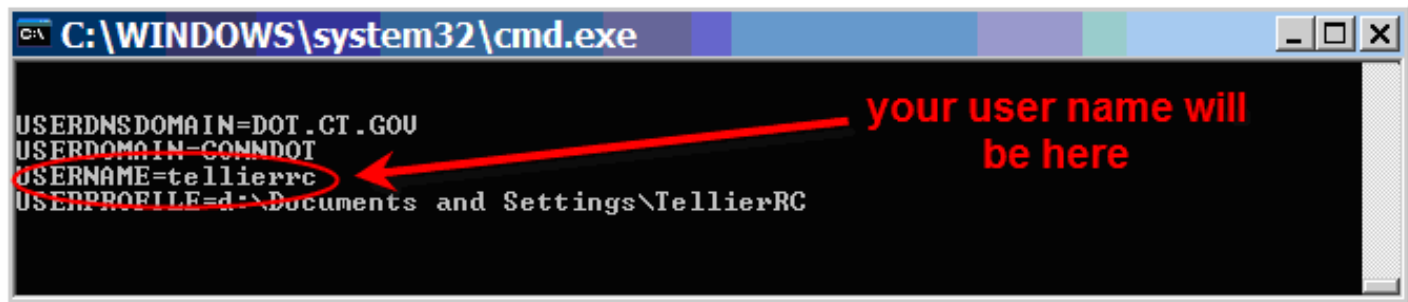 C:\WINDOWS\system32\cmd.exe
USERDNSDOMAIN=DOT.CT.GOV
USERDOMAIN=CONNDOT
USERNAME=tellierrc
USERPROFILE=d:\Documents and Settings\TellierRC
your user name will
be here